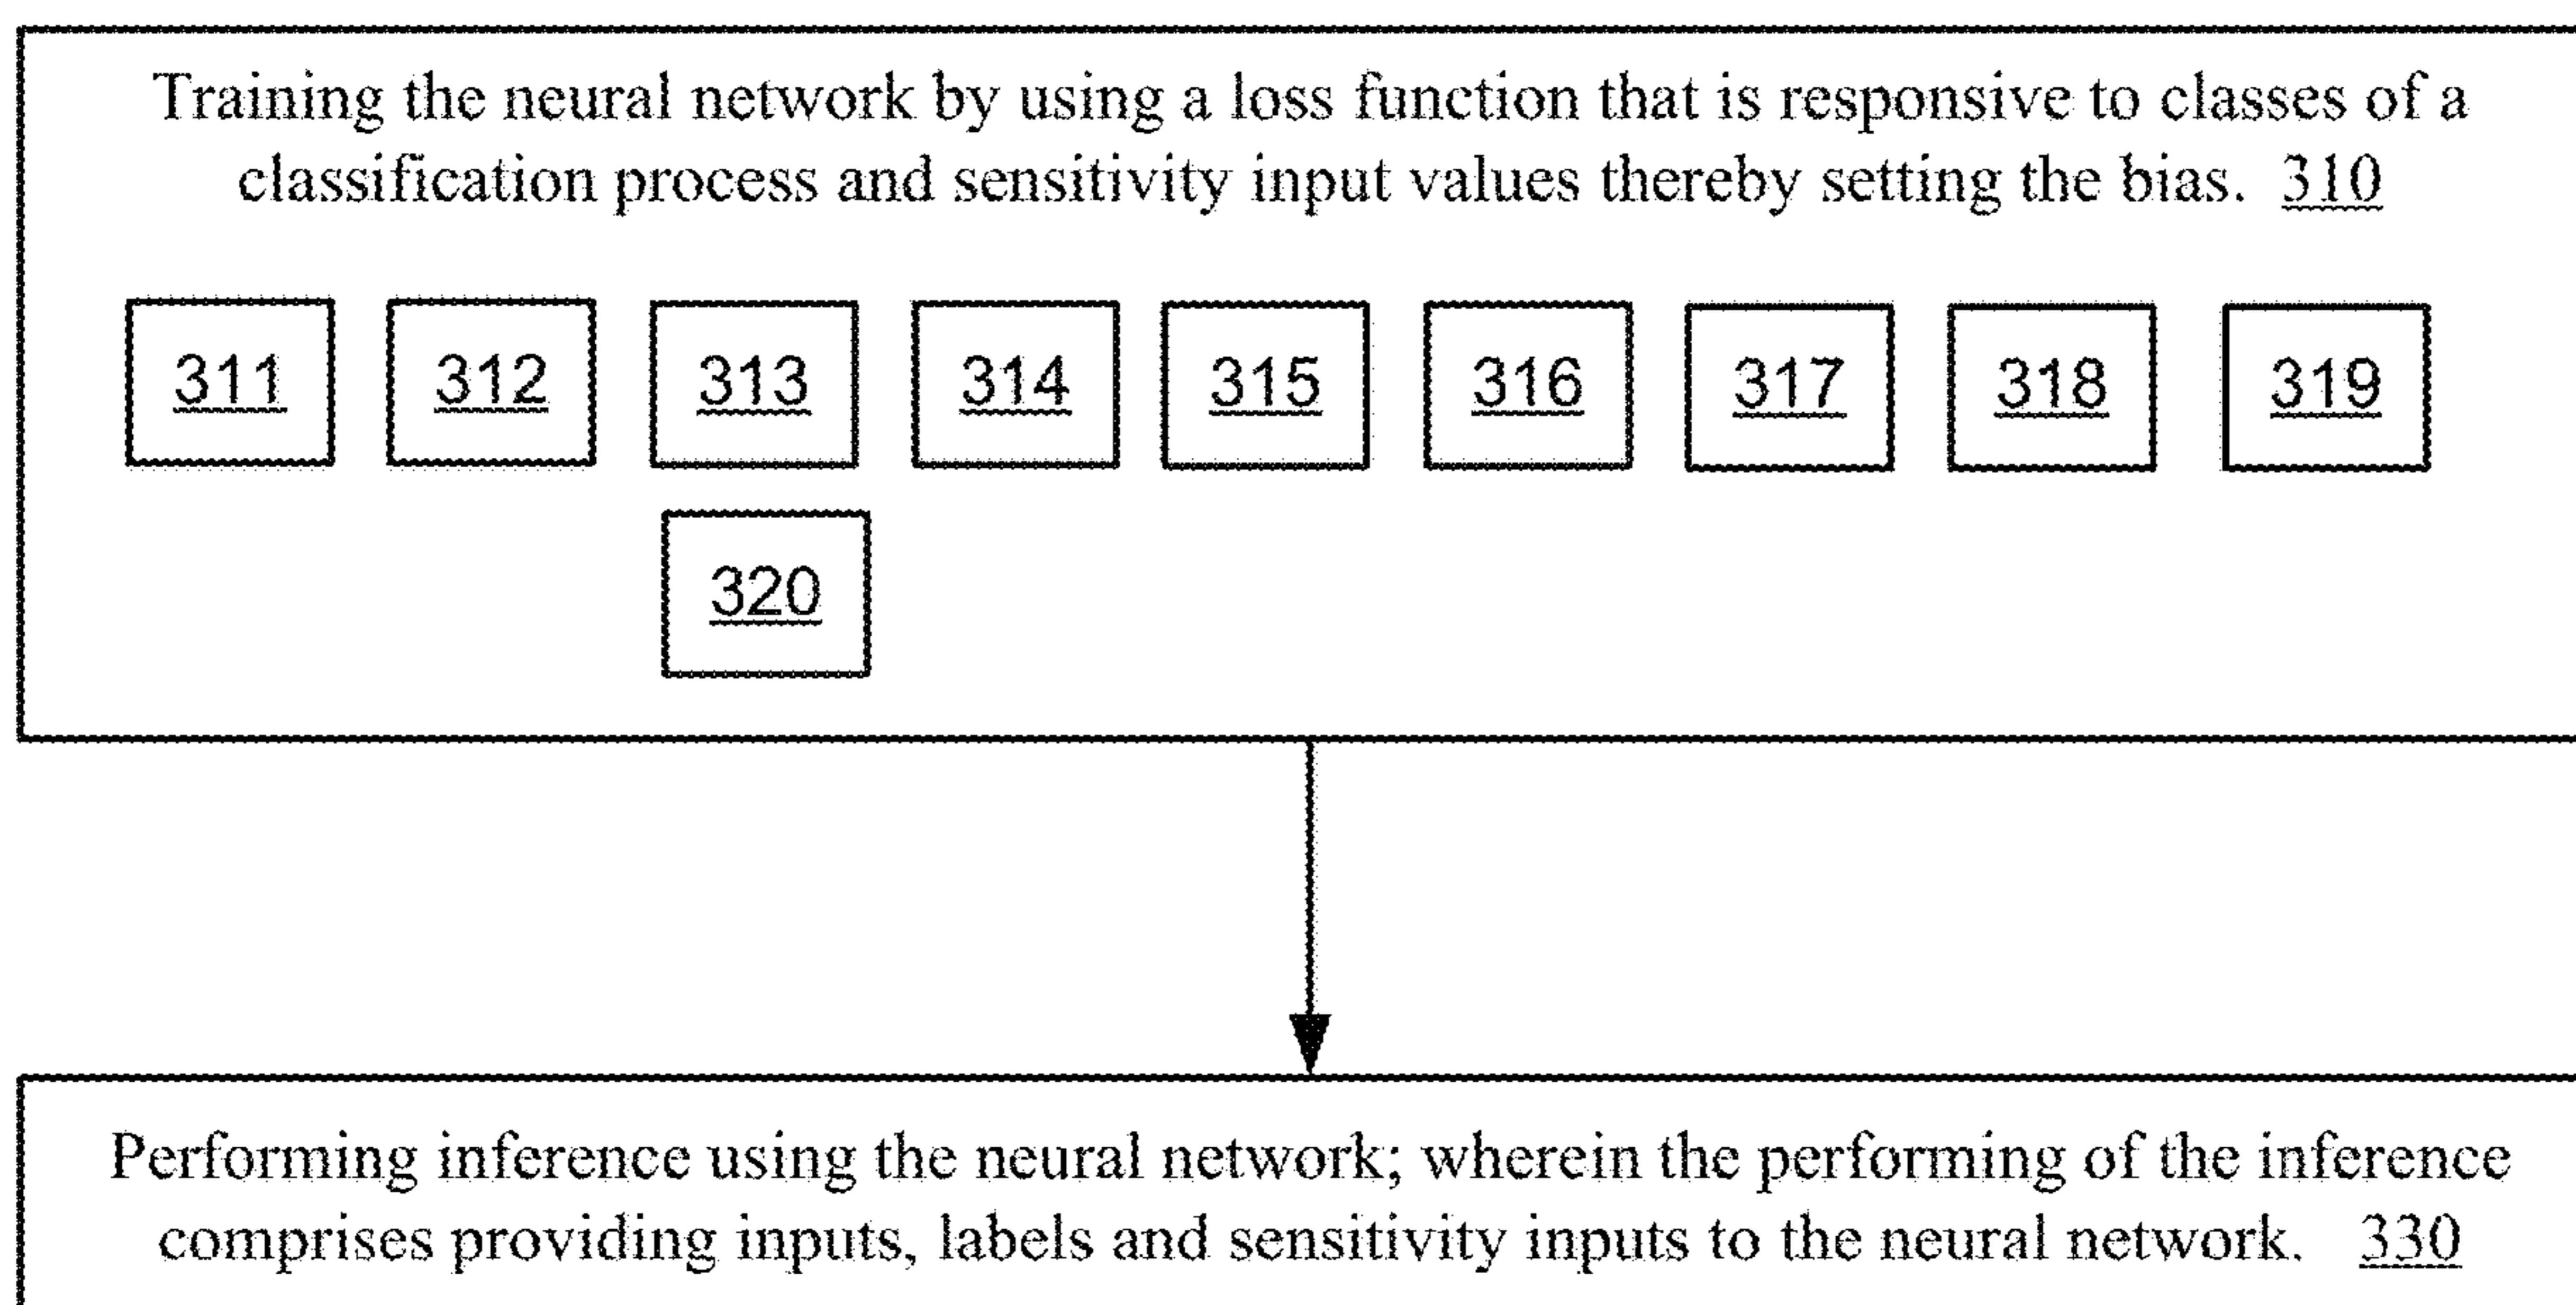 Training the neural network by using a loss function that is responsive to classes of a
classification process and sensitivity input values thereby setting the bias. 310
311 312 313 314 315 316 317 318 319
320
Performing inference using the neural network; wherein the performing of the inference
comprises providing inputs, labels and sensitivity inputs to the neural network. 330